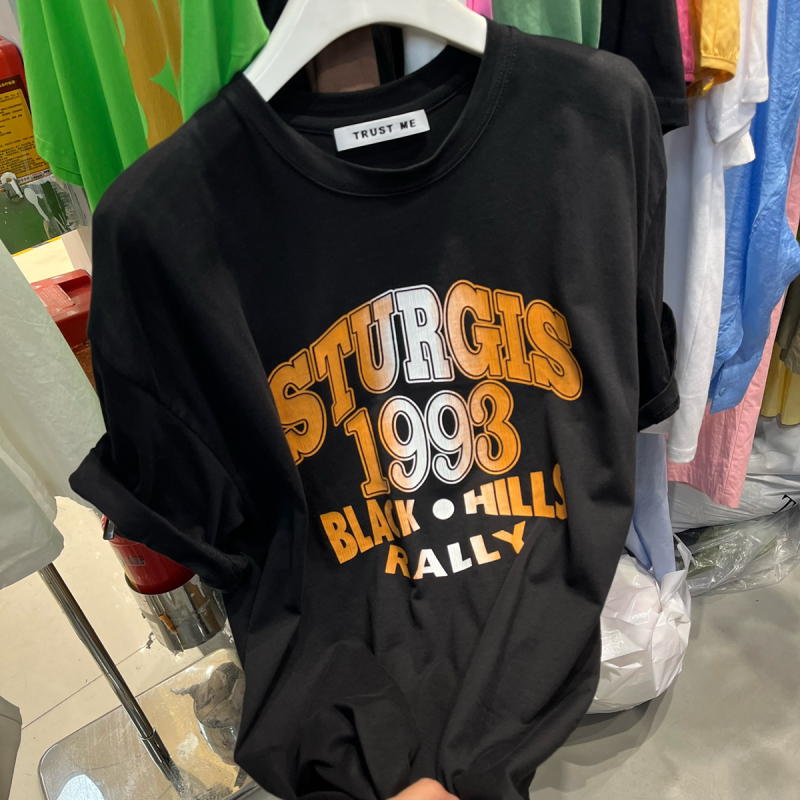 TRUST ME
STURGIS
1993
BLACK • HILLS
RALLY